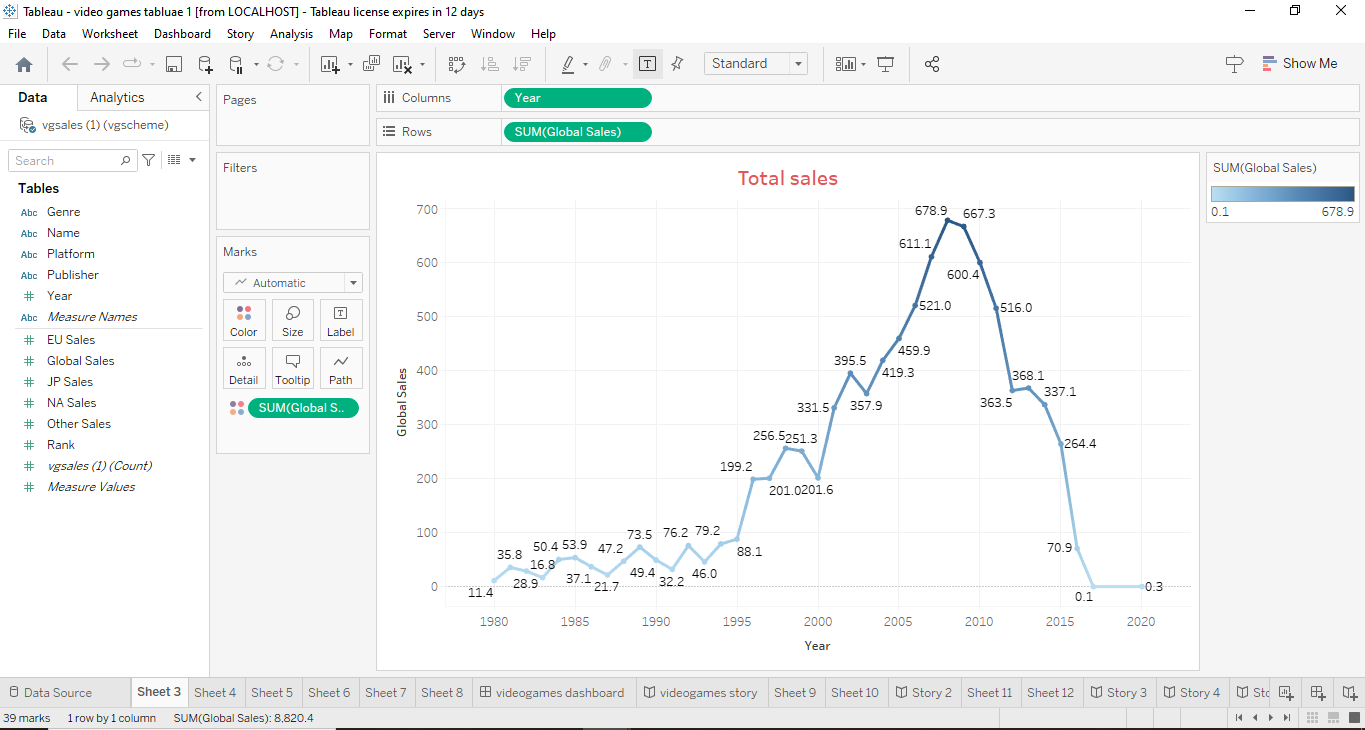 Tableau - video games tabluae 1 [from LOCALHOST] - Tableau license expires in 12 days
File Data Worksheet Dashboard Story Analysis Map Format Server Window Help
Standard
Show Me
Data Analytics
vgsales (1) (vgscheme)
Search
Tables
Abc Genre
Abc Name
Abc Platform
Abc Publisher
# Year
Abc Measure Names
# EU Sales
# Global Sales
# JP Sales
# NA Sales
# Other Sales
# Rank
# vgsales (1) (Count)
# Measure Values
Pages
Filters
Marks
Automatic
Color Size Label
Detail Tooltip Path
SUM(Global S..
Columns Year
Rows SUM(Global Sales)
Total sales
Global Sales
700
600
500
400
300
200
100
0
11.4
35.8
28.9
16.8
50.4
53.9
37.1
21.7
47.2
73.5
49.4
32.2
76.2
46.0
79.2
88.1
199.2
201.0
256.5
251.3
201.6
331.5
395.5
357.9
419.3
459.9
521.0
611.1
678.9
667.3
600.4
516.0
363.5
368.1
337.1
264.4
70.9
0.1
0.3
1980 1985 1990 1995 2000 2005 2010 2015 2020
Year
SUM(Global Sales)
0.1 678.9
Data Source Sheet 3 Sheet 4 Sheet 5 Sheet 6 Sheet 7 Sheet 8 videogames dashboard videogames story Sheet 9 Sheet 10 Story 2 Sheet 11 Sheet 12 Story 3 Story 4 Stc
39 marks 1 row by 1 column SUM(Global Sales): 8,820.4